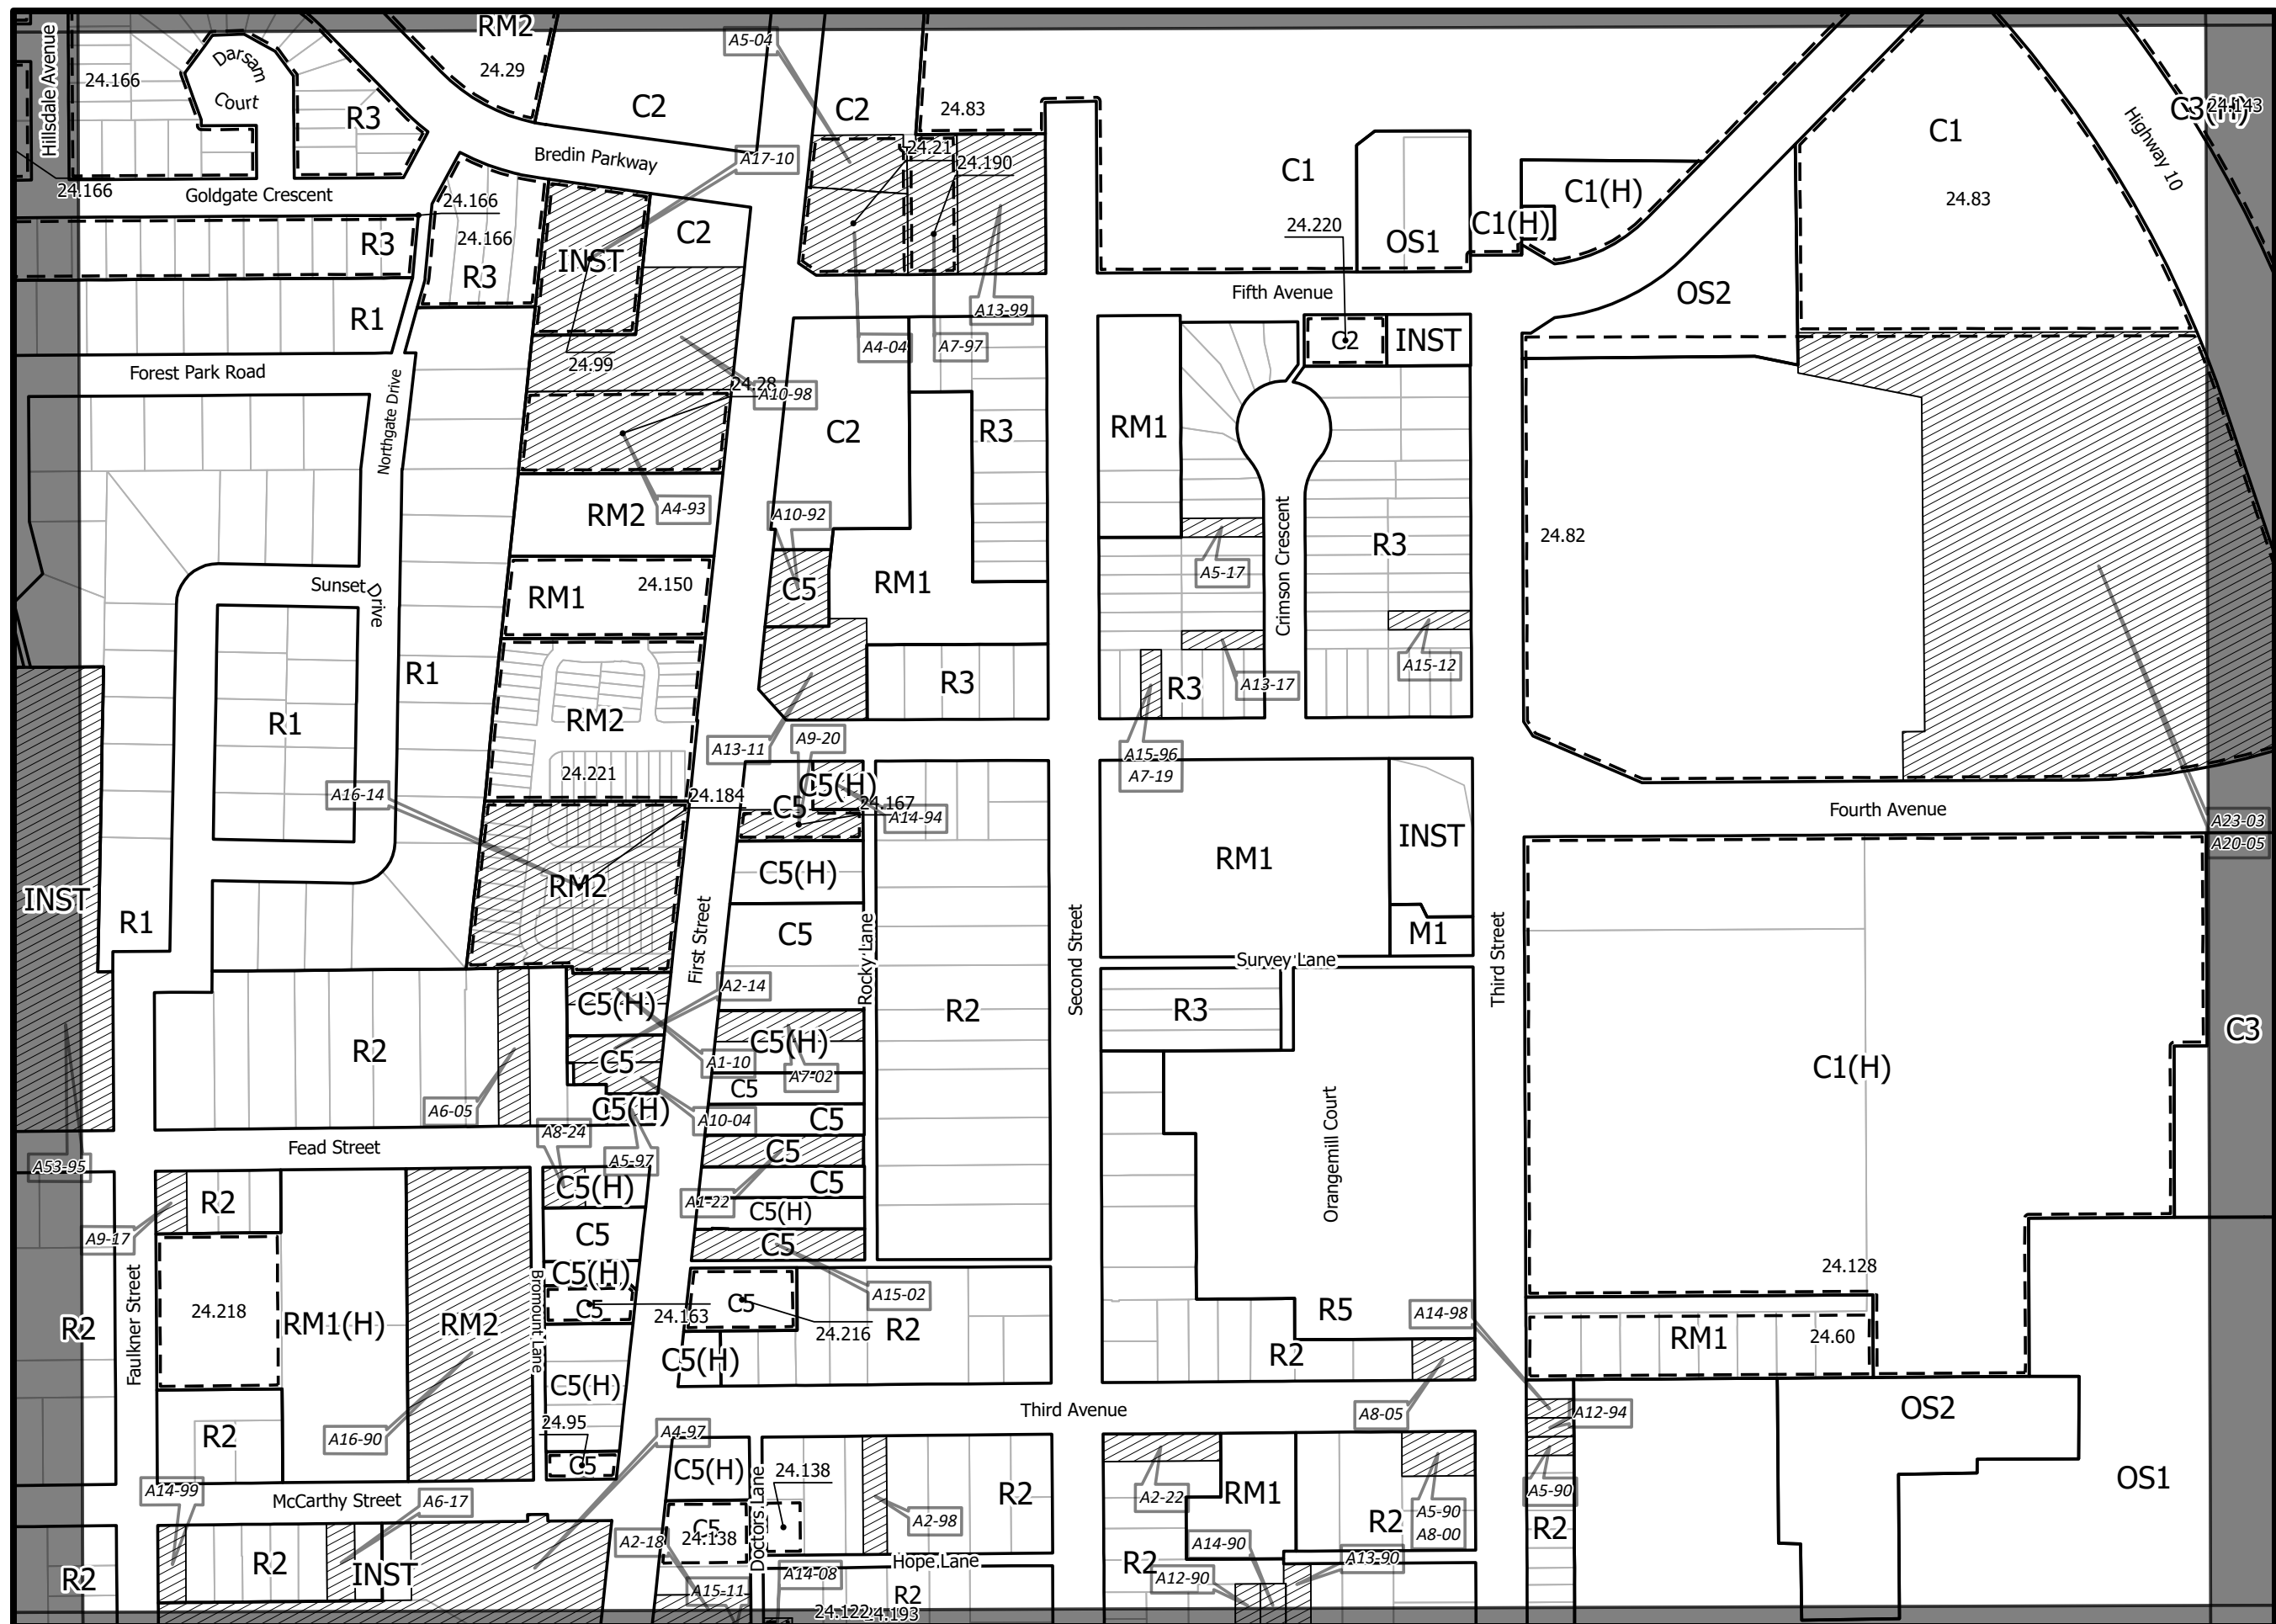 RM2
24.29
C2
A5-04
C2
24.83
Hillsdale Avenue
24.166
Darsam
Court
R3
Bredin Parkway
A17-10
24.21
24.190
C1
C1
C3(H)
24.143
Highway 10
24.166
Goldgate Crescent
24.166
24.166
R3
R3
INST
C2
24.220
OS1
C1(H)
C1(H)
24.83
OS2
R1
Fifth Avenue
A13-99
A4-04
A7-97
Forest Park Road
24.99
24.28
A10-98
C2
INST
Northgate Drive
C2
R3
RM1
A4-93
RM2
A10-92
Crimson Crescent
R3
24.82
A5-17
Sunset
Drive
RM1
24.150
C5
RM1
R1
R1
RM2
24.221
R3
R3
A13-17
A15-12
A13-11
A9-20
A15-96
A7-19
A16-14
24.184
C5(H)
C5
24.167
A14-94
Fourth Avenue
A23-03
A20-05
INST
R1
RM2
C5(H)
C5
RM1
INST
M1
First Street
Rocky Lane
Second Street
Survey Lane
Third Street
A2-14
C5(H)
R2
R3
R2
C3
C5
A1-10
C5(H)
A7-02
C5
C1(H)
A6-05
C5(H)
A10-04
C5
Orangemill Court
Fead Street
A8-24
A5-97
C5
A53-95
R2
C5(H)
A1-22
C5
C5(H)
A9-17
C5
C5
C5(H)
24.128
Faulkner Street
24.218
RM1(H)
RM2
Bromount Lane
C5
24.163
C5
A15-02
24.216
R2
R2
R5
A14-98
RM1
24.60
C5(H)
R2
C5(H)
Third Avenue
A8-05
A12-94
OS2
R2
A16-90
24.95
A4-97
C5
C5(H)
Doctors Lane
24.138
R2
A2-22
RM1
A5-90
OS1
A14-99
McCarthy Street
A6-17
A2-98
A5-90
A8-00
R2
R2
R2
R2
INST
A2-18
C5
24.138
Hope Lane
R2
A14-90
A13-90
A12-90
A15-11
A14-08
R2
24.122
24.193